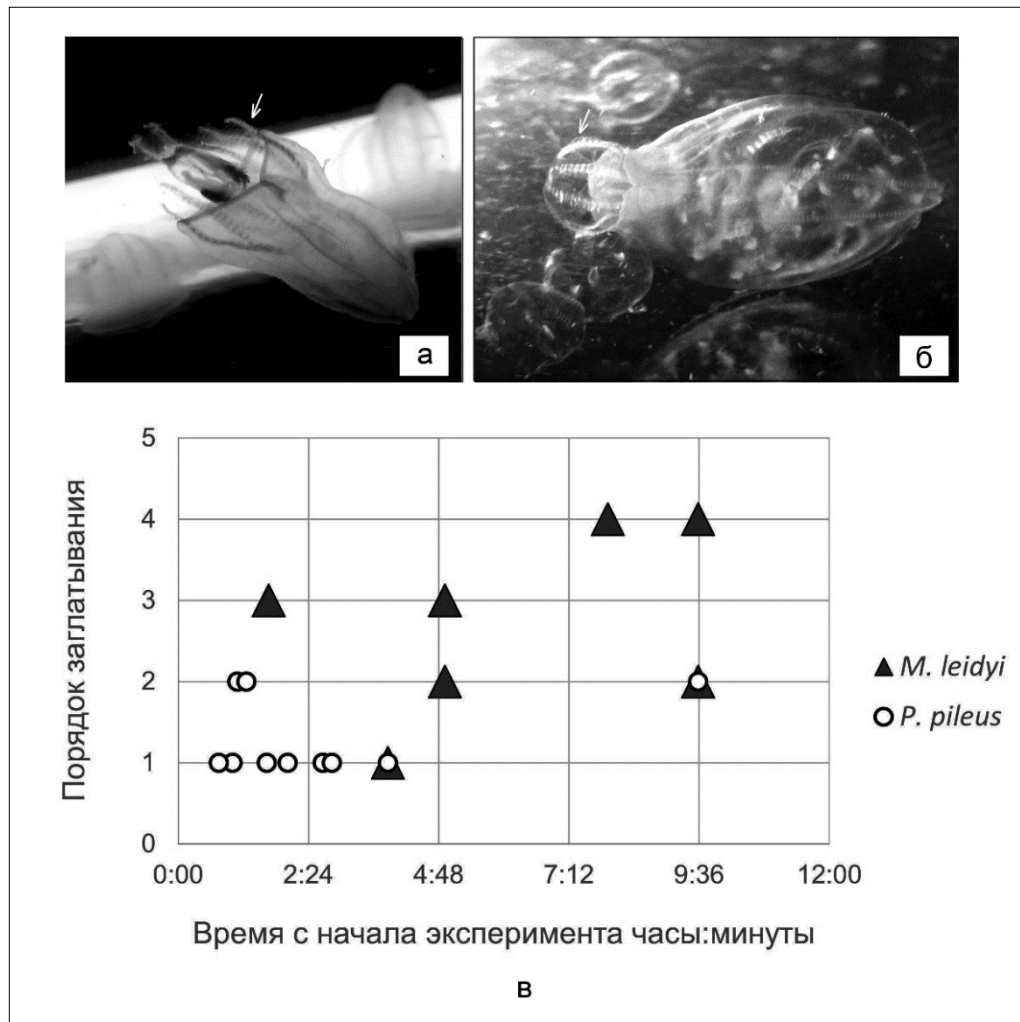 а
б
5
4
3
2
1
0
Порядок заглатывания
0:00 2:24 4:48 7:12 9:36 12:00
Время с начала эксперимента часы:минуты
M. leidyi
P. pileus
в